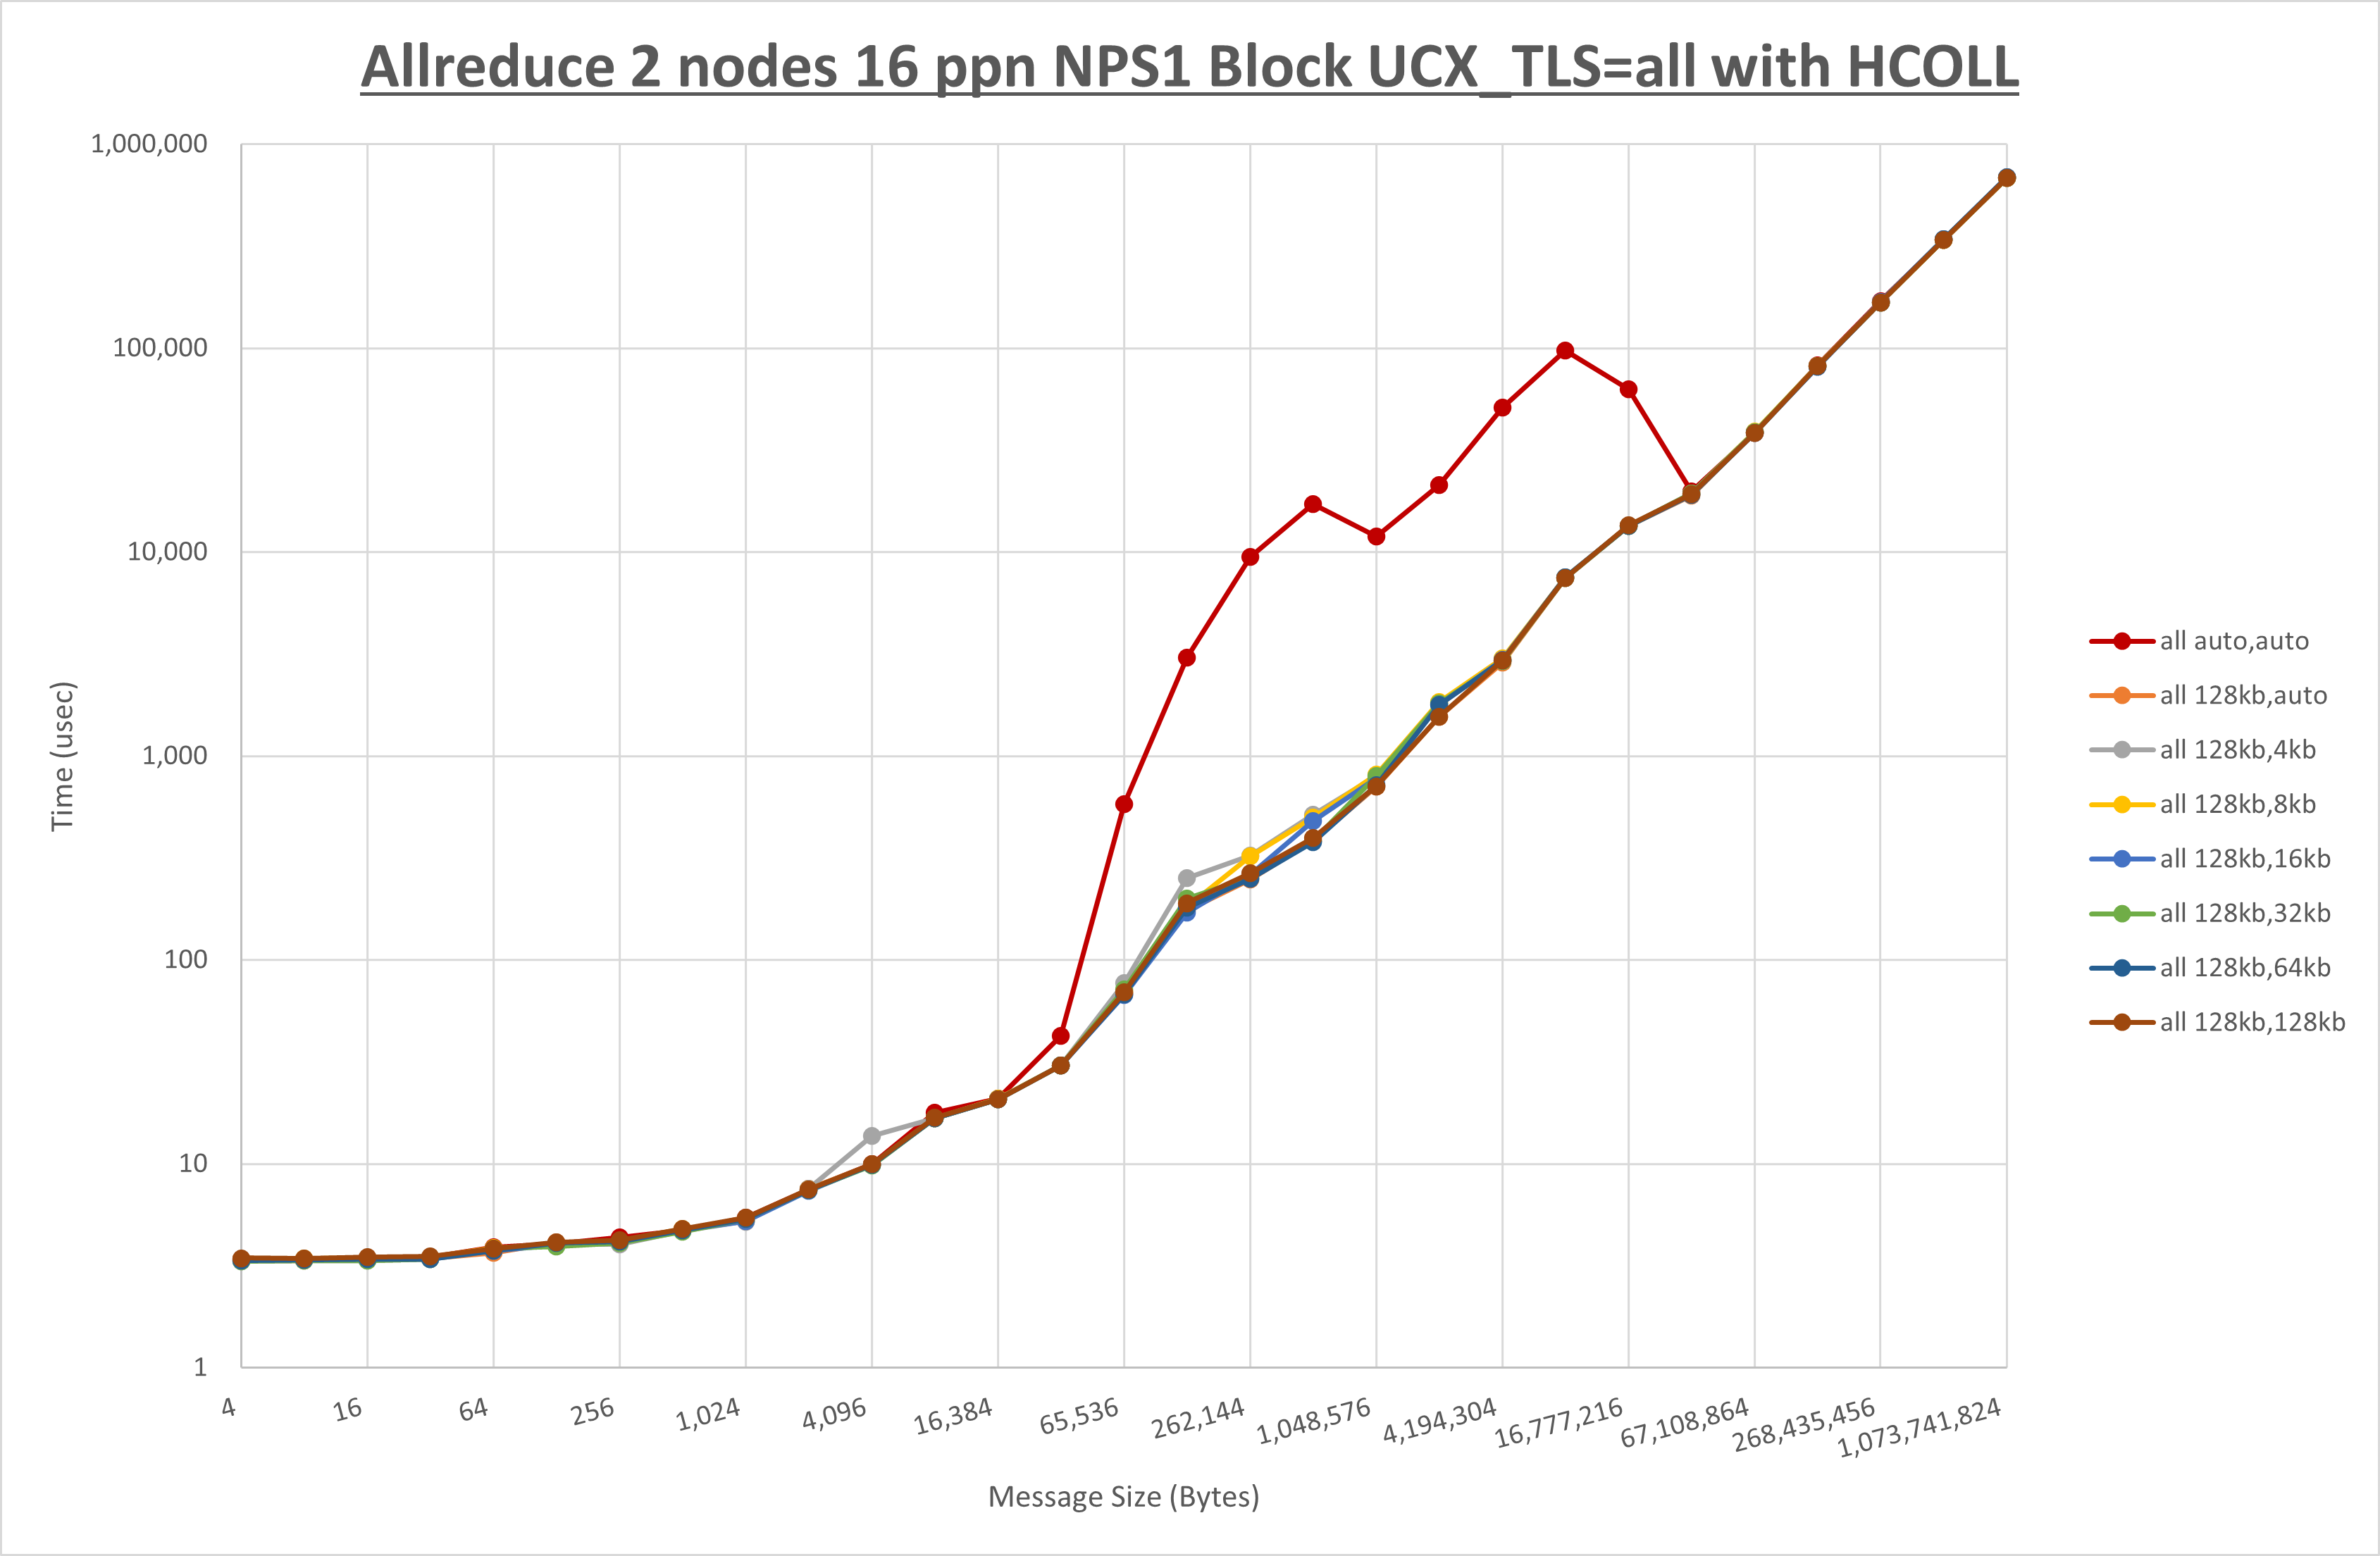 Allreduce 2 nodes 16 ppn NPS1 Block UCX_TLS=all with HCOLL
1,000,000
100,000
10,000
1,000
100
10
1
Time (usec)
4
16
64
256
1,024
4,096
16,384
65,536
262,144
1,048,576
4,194,304
16,777,216
67,108,864
268,435,456
1,073,741,824
Message Size (Bytes)
all auto,auto
all 128kb,auto
all 128kb,4kb
all 128kb,8kb
all 128kb,16kb
all 128kb,32kb
all 128kb,64kb
all 128kb,128kb